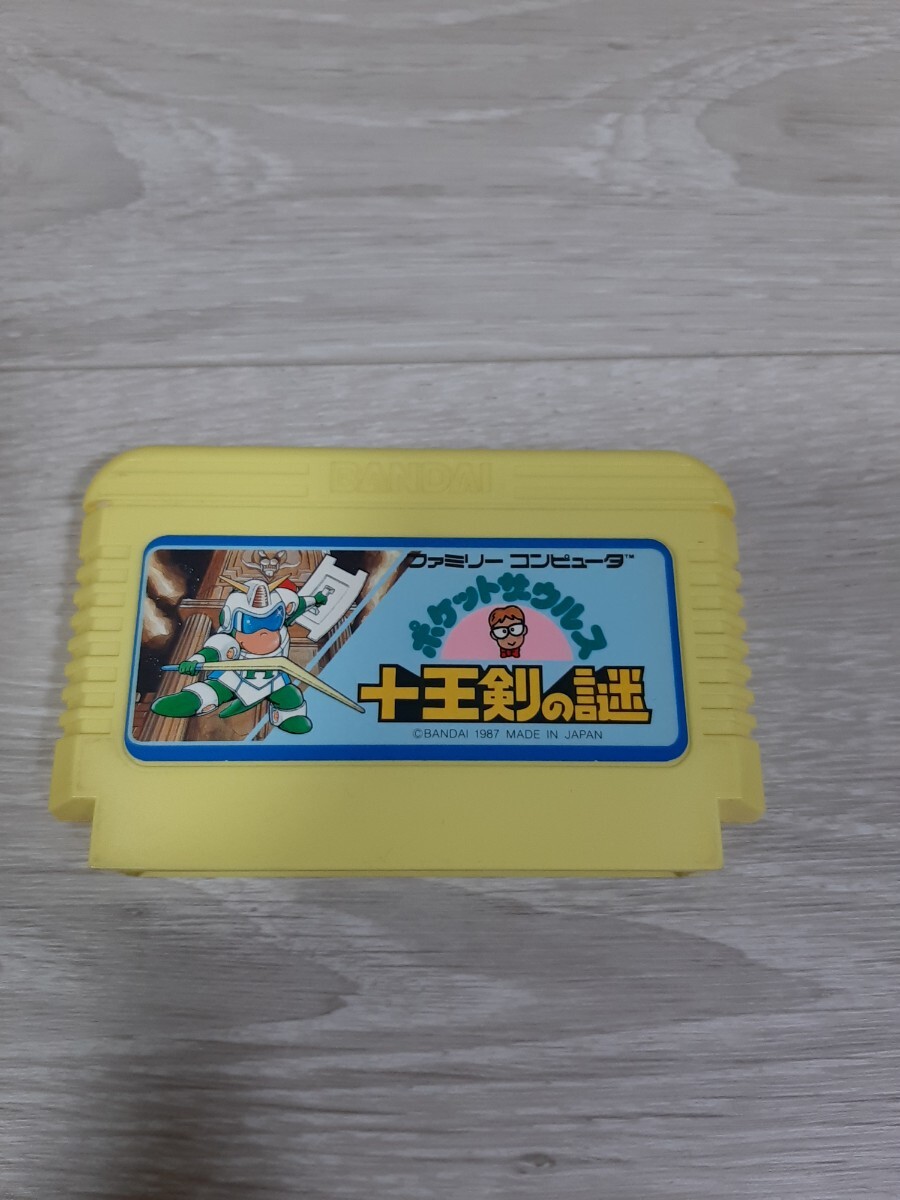 BANDAI
ファミリー コンピュータ™
ポケットザウルス
十王剣の謎
©BANDAI 1987 MADE IN JAPAN